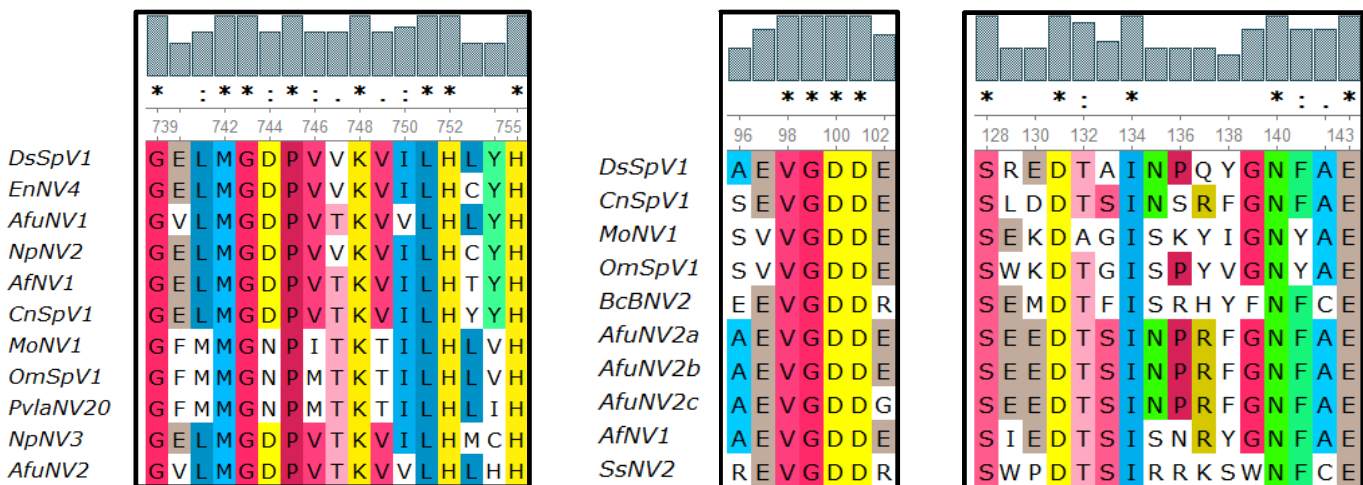 * : * * : * : . * . : * * *
739 742 744 746 748 750 752 755
DsSpV1 G E L M G D P V V K V I L H L Y H
EnNV4 G E L M G D P V V K V I L H C Y H
AfuNV1 G V L M G D P V T K V V L H L Y H
NpNV2 G E L M G D P V V K V I L H C Y H
AfNV1 G E L M G D P V T K V I L H T Y H
CnSpV1 G E L M G D P V T K V I L H Y Y H
MoNV1 G F M M G N P I T K T I L H L V H
OmSpV1 G F M M G N P M T K T I L H L V H
PvlaNV20 G F M M G N P M T K T I L H L I H
NpNV3 G E L M G D P V T K V I L H M C H
AfuNV2 G V L M G D P V T K V V L H L H H
* * * *
96 98 100 102
DsSpV1 A E V G D D E
CnSpV1 S E V G D D E
MoNV1 S V V G D D E
OmSpV1 S V V G D D E
BcBNV2 E E V G D D R
AfuNV2a A E V G D D E
AfuNV2b A E V G D D E
AfuNV2c A E V G D D G
AfNV1 A E V G D D E
SsNV2 R E V G D D R
* * : * * : . *
128 130 132 134 136 138 140 143
S R E D T A I N P Q Y G N F A E
S L D D T S I N S R F G N F A E
S E K D A G I S K Y I G N Y A E
S W K D T G I S P Y V G N Y A E
S E M D T F I S R H Y F N F C E
S E E D T S I N P R F G N F A E
S E E D T S I N P R F G N F A E
S E E D T S I N P R F G N F A E
S I E D T S I S N R Y G N F A E
S W P D T S I R R K S W N F C E